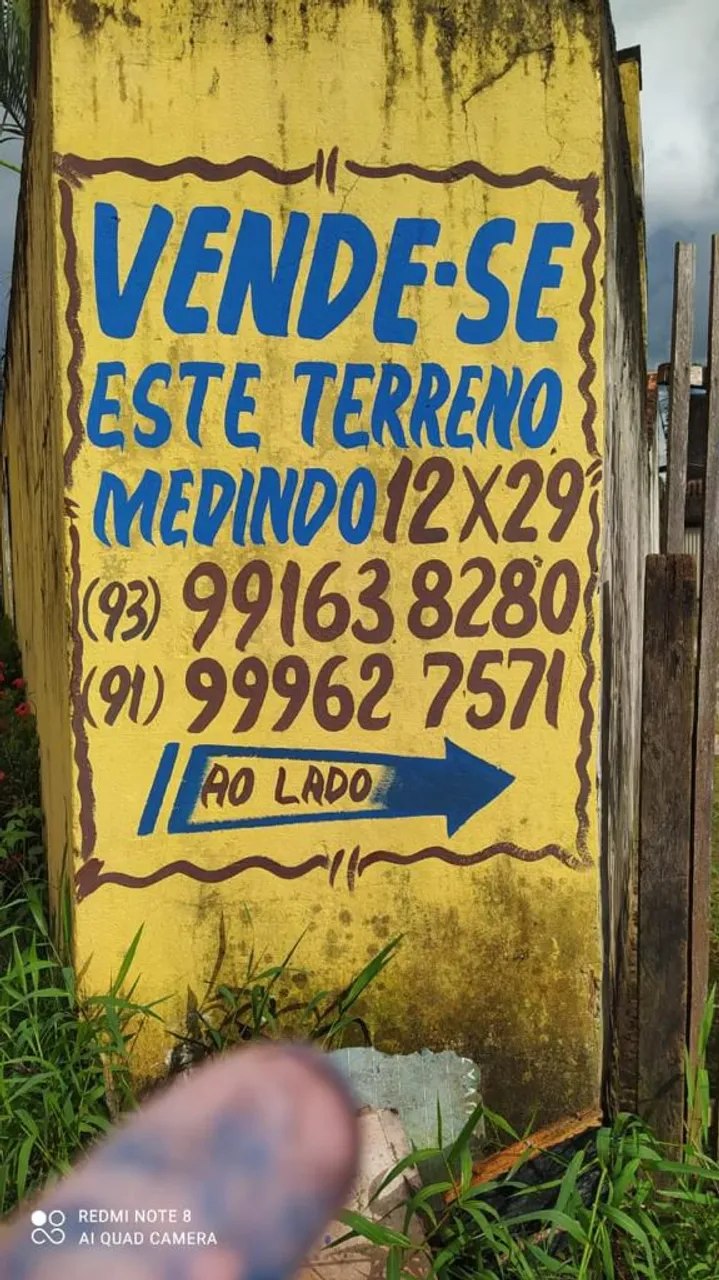 VENDE-SE
ESTE TERRENO
MEDINDO 12X29
(93) 99163 8280
(91) 99962 7571
AO LADO
REDMI NOTE 8
AI QUAD CAMERA